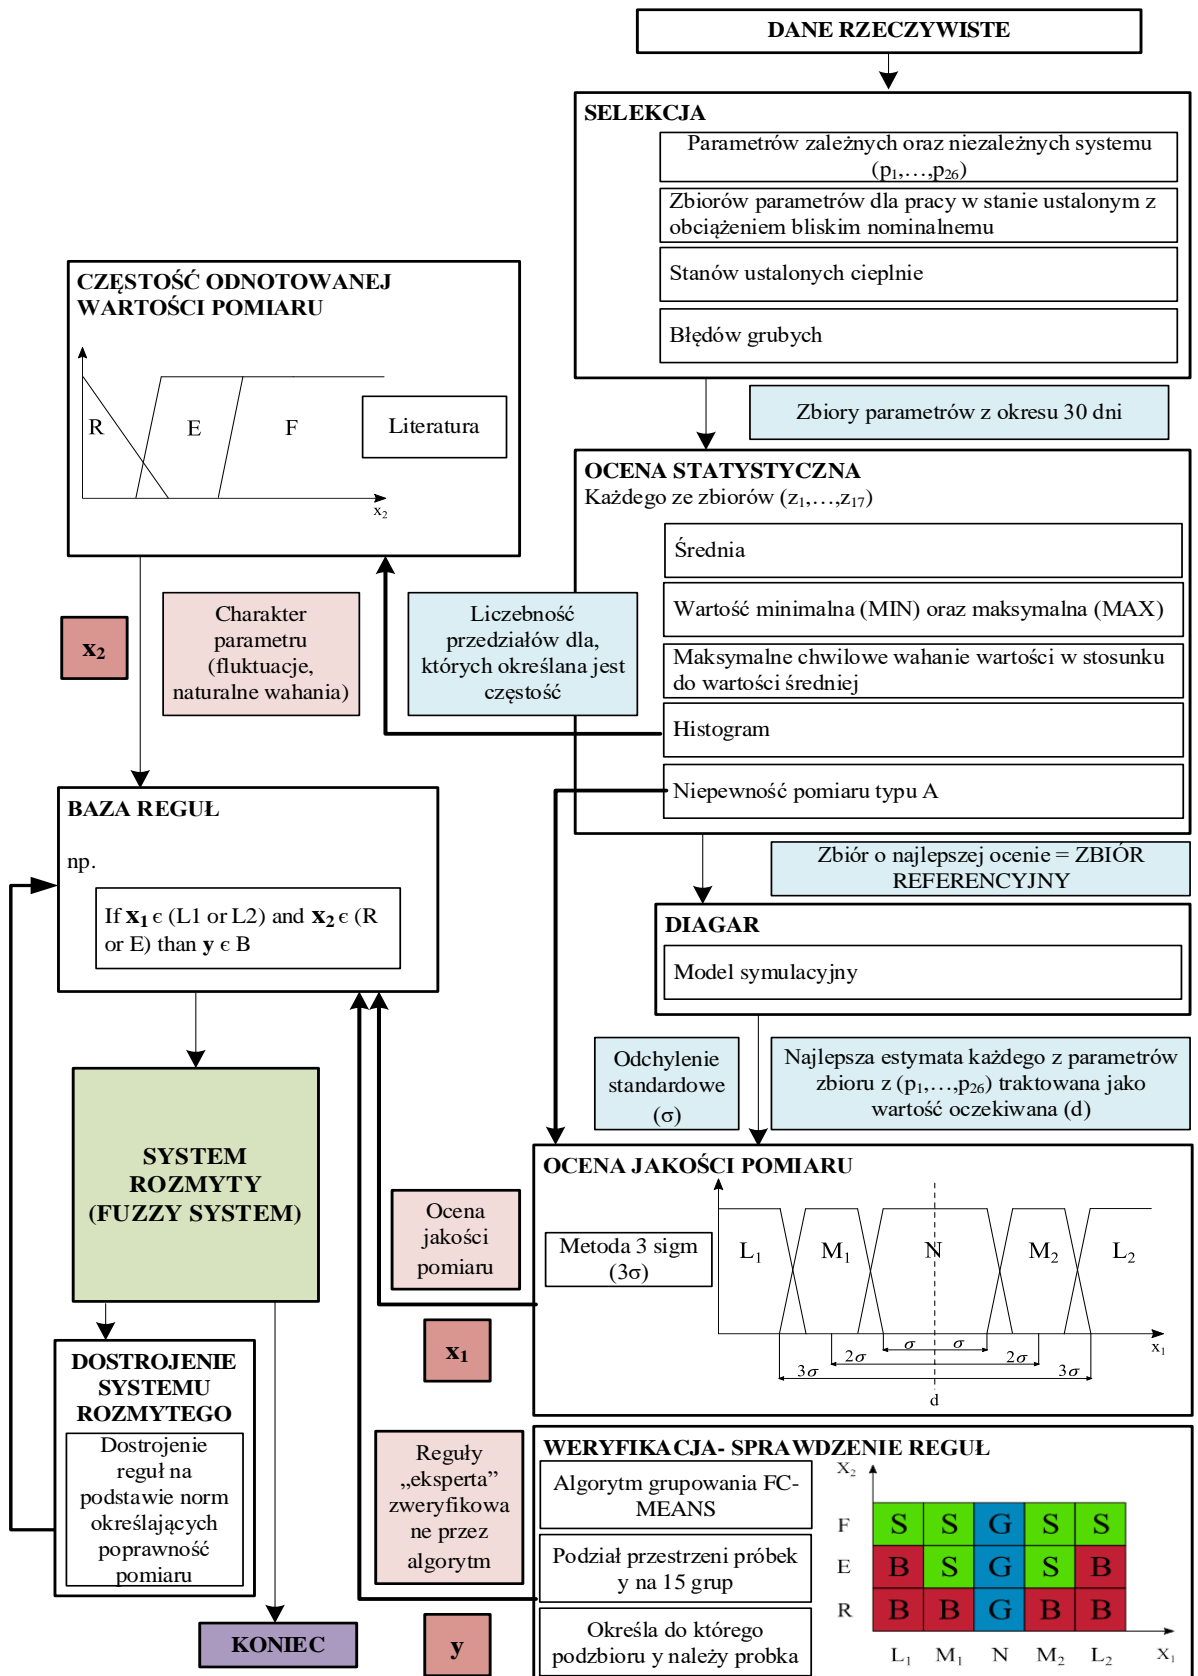 DANE RZECZYWISTE
SELEKCJA
Parametrów zależnych oraz niezależnych systemu
(p₁,…,p₂₆)
Zbiorów parametrów dla pracy w stanie ustalonym z
obciążeniem bliskim nominalnemu
Stanów ustalonych cieplnie
Błędów grubych
Zbiory parametrów z okresu 30 dni
CZĘSTOŚĆ ODNOTOWANEJ
WARTOŚCI POMIARU
R E F
Literatura
x₂
OCENA STATYSTYCZNA
Każdego ze zbiorów (z₁,…,z₁₇)
Średnia
Wartość minimalna (MIN) oraz maksymalna (MAX)
Maksymalne chwilowe wahanie wartości w stosunku
do wartości średniej
Histogram
Niepewność pomiaru typu A
x₂
Charakter
parametru
(fluktuacje,
naturalne wahania)
Liczebność
przedziałów dla,
których określana jest
częstość
BAZA REGUŁ
np.
If x₁ ϵ (L1 or L2) and x₂ ϵ (R
or E) than y ϵ B
Zbiór o najlepszej ocenie = ZBIÓR
REFERENCYJNY
DIAGAR
Model symulacyjny
Odchylenie
standardowe
(σ)
Najlepsza estymata każdego z parametrów
zbioru z (p₁,…,p₂₆) traktowana jako
wartość oczekiwana (d)
SYSTEM
ROZMYTY
(FUZZY SYSTEM)
OCENA JAKOŚCI POMIARU
Metoda 3 sigm
(3σ)
L₁ M₁ N M₂ L₂
σ σ
2σ 2σ
3σ 3σ
x₁
d
Ocena
jakości
pomiaru
x₁
DOSTROJENIE
SYSTEMU
ROZMYTEGO
Dostrojenie
reguł na
podstawie norm
określających
poprawność
pomiaru
KONIEC
Reguły
„eksperta”
zweryfikowa
ne przez
algorytm
y
WERYFIKACJA- SPRAWDZENIE REGUŁ
Algorytm grupowania FC-
MEANS
Podział przestrzeni próbek
y na 15 grup
Określa do którego
podzbioru y należy probka
X₂
F S S G S S
E B S G S B
R B B G B B
L₁ M₁ N M₂ L₂ X₁